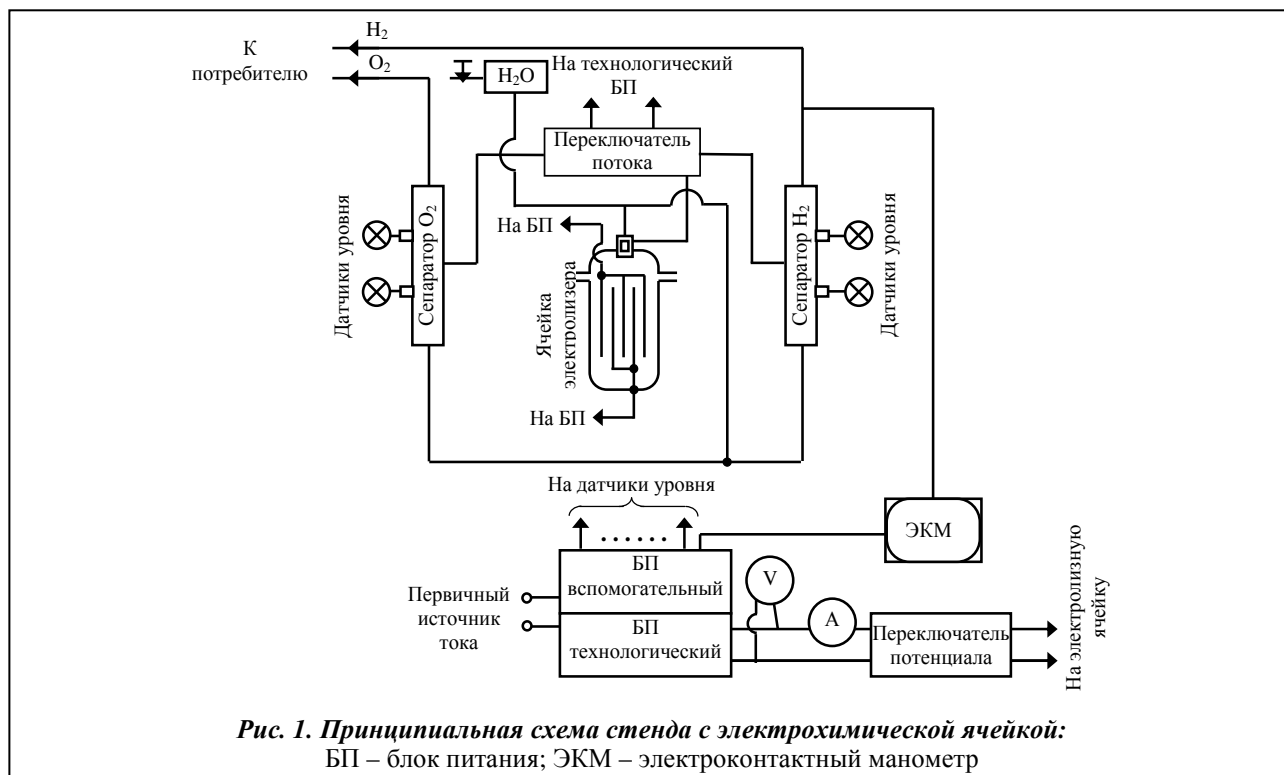 H₂
К
потребителю
O₂
H₂O
На технологический
БП
Переключатель
потока
Датчики уровня
Сепаратор O₂
На БП
Ячейка
электролизера
На БП
Сепаратор H₂
Датчики уровня
На датчики уровня
ЭКМ
БП
вспомогательный
V
Первичный
источник
тока
A
БП
технологический
Переключатель
потенциала
На электролизную
ячейку
Рис. 1. Принципиальная схема стенда с электрохимической ячейкой:
БП – блок питания; ЭКМ – электроконтактный манометр